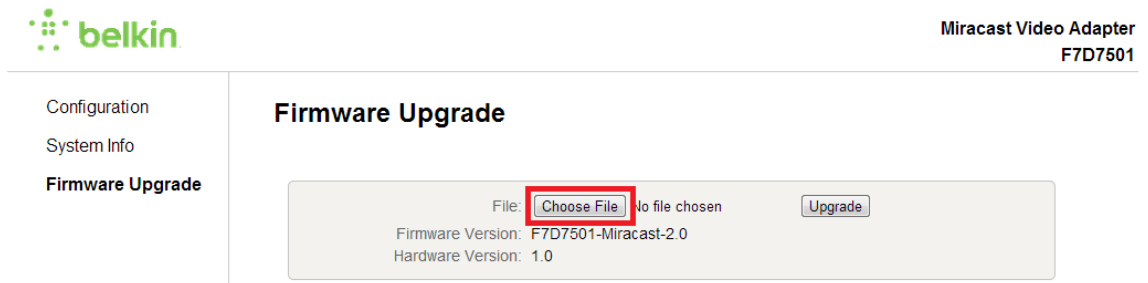 belkin
Miracast Video Adapter
F7D7501
Configuration
System Info
Firmware Upgrade
Firmware Upgrade
File: Choose File No file chosen Upgrade
Firmware Version: F7D7501-Miracast-2.0
Hardware Version: 1.0